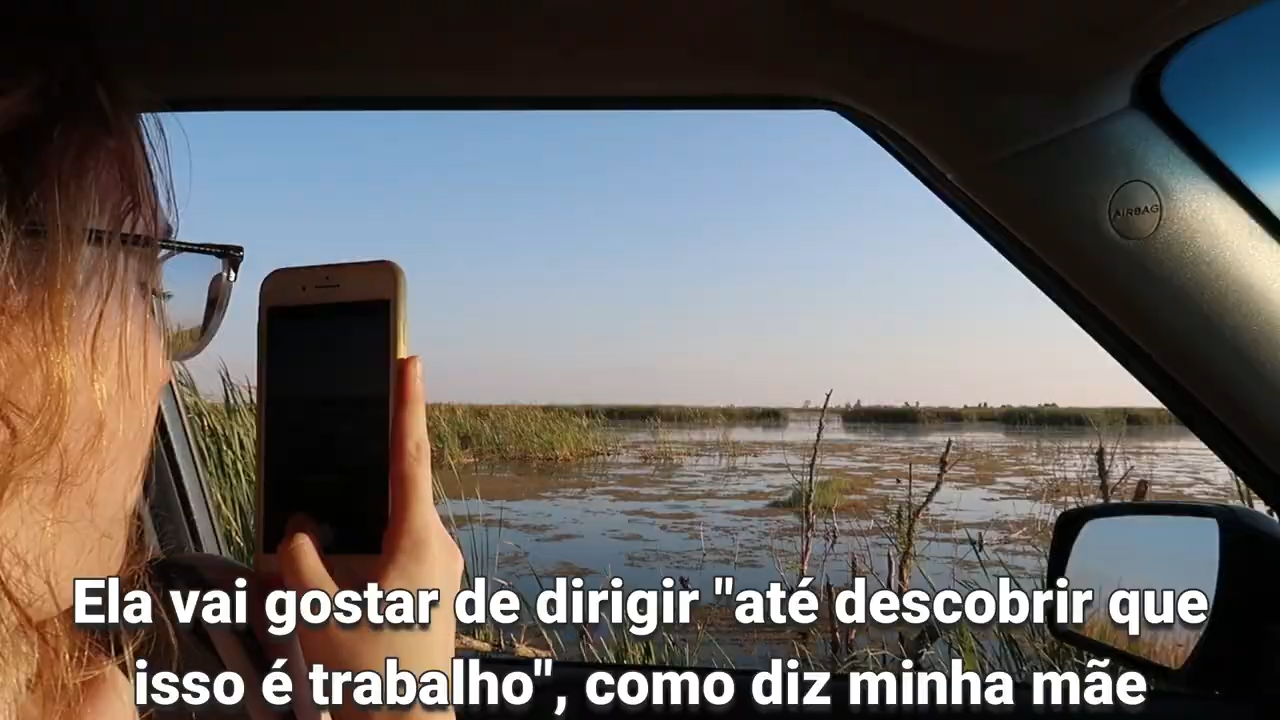 AIRBAG
Ela vai gostar de dirigir "até descobrir que
isso é trabalho", como diz minha mãe